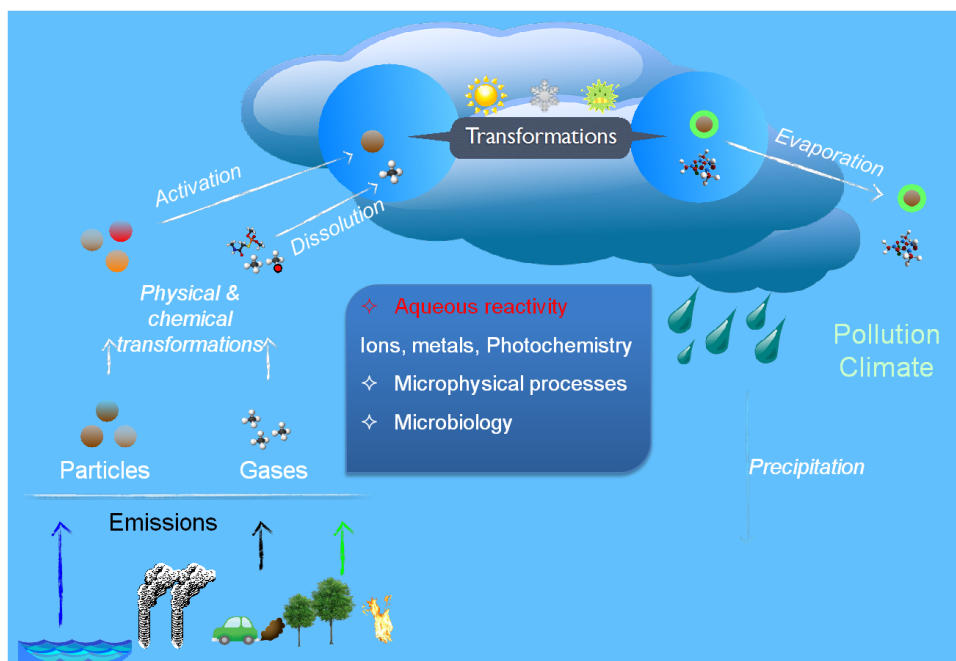 Transformations
Activation
Dissolution
Evaporation
Physical &
chemical
transformations
✧ Aqueous reactivity
Ions, metals, Photochemistry
✧ Microphysical processes
✧ Microbiology
Pollution
Climate
Particles
Gases
Precipitation
Emissions